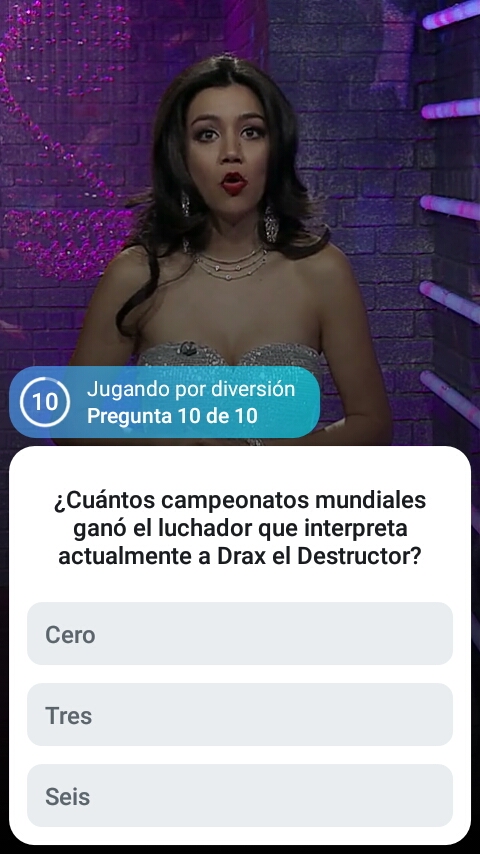 10
Jugando por diversión
Pregunta 10 de 10
¿Cuántos campeonatos mundiales
ganó el luchador que interpreta
actualmente a Drax el Destructor?
Cero
Tres
Seis